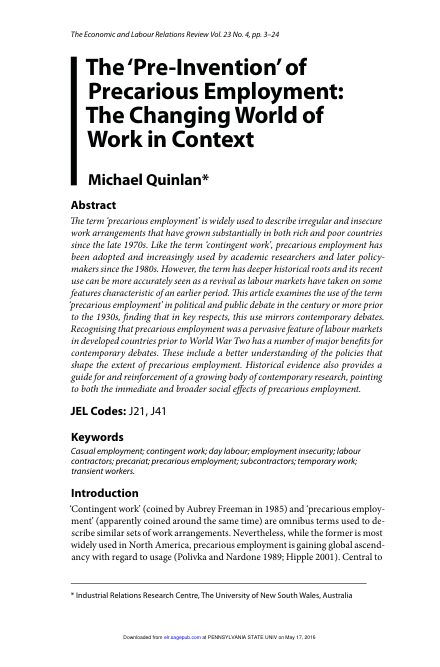 The Economic and Labour Relations Review Vol. 23 No. 4, pp. 3–24
The ‘Pre-Invention’ of
Precarious Employment:
The Changing World of
Work in Context
Michael Quinlan*
Abstract
The term ‘precarious employment’ is widely used to describe irregular and insecure
work arrangements that have grown substantially in both rich and poor countries
since the late 1970s. Like the term ‘contingent work’, precarious employment has
been adopted and increasingly used by academic researchers and later policy-
makers since the 1980s. However, the term has deeper historical roots and its recent
use can be more accurately seen as a revival as labour markets have taken on some
features characteristic of an earlier period. This article examines the use of the term
‘precarious employment’ in political and public debate in the century or more prior
to the 1930s, finding that in key respects, this use mirrors contemporary debates.
Recognising that precarious employment was a pervasive feature of labour markets
in developed countries prior to World War Two has a number of major benefits for
contemporary debates. These include a better understanding of the policies that
shape the extent of precarious employment. Historical evidence also provides a
guide for and reinforcement of a growing body of contemporary research, pointing
to both the immediate and broader social effects of precarious employment.
JEL Codes: J21, J41
Keywords
Casual employment; contingent work; day labour; employment insecurity; labour
contractors; precariat; precarious employment; subcontractors; temporary work;
transient workers.
Introduction
‘Contingent work’ (coined by Aubrey Freeman in 1985) and ‘precarious employ-
ment’ (apparently coined around the same time) are omnibus terms used to de-
scribe similar sets of work arrangements. Nevertheless, while the former is most
widely used in North America, precarious employment is gaining global ascend-
ancy with regard to usage (Polivka and Nardone 1989; Hipple 2001). Central to
* Industrial Relations Research Centre, The University of New South Wales, Australia
Downloaded from elr.sagepub.com at PENNSYLVANIA STATE UNIV on May 17, 2016